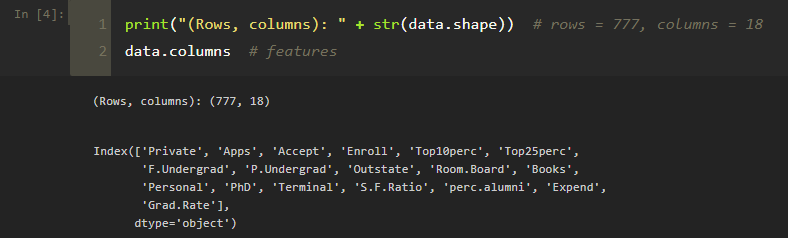 In [4]:
1 print("(Rows, columns): " + str(data.shape))  # rows = 777, columns = 18
2 data.columns  # features
(Rows, columns): (777, 18)
Index(['Private', 'Apps', 'Accept', 'Enroll', 'Top10perc', 'Top25perc',
'F.Undergrad', 'P.Undergrad', 'Outstate', 'Room.Board', 'Books',
'Personal', 'PhD', 'Terminal', 'S.F.Ratio', 'perc.alumni', 'Expend',
'Grad.Rate'],
dtype='object')